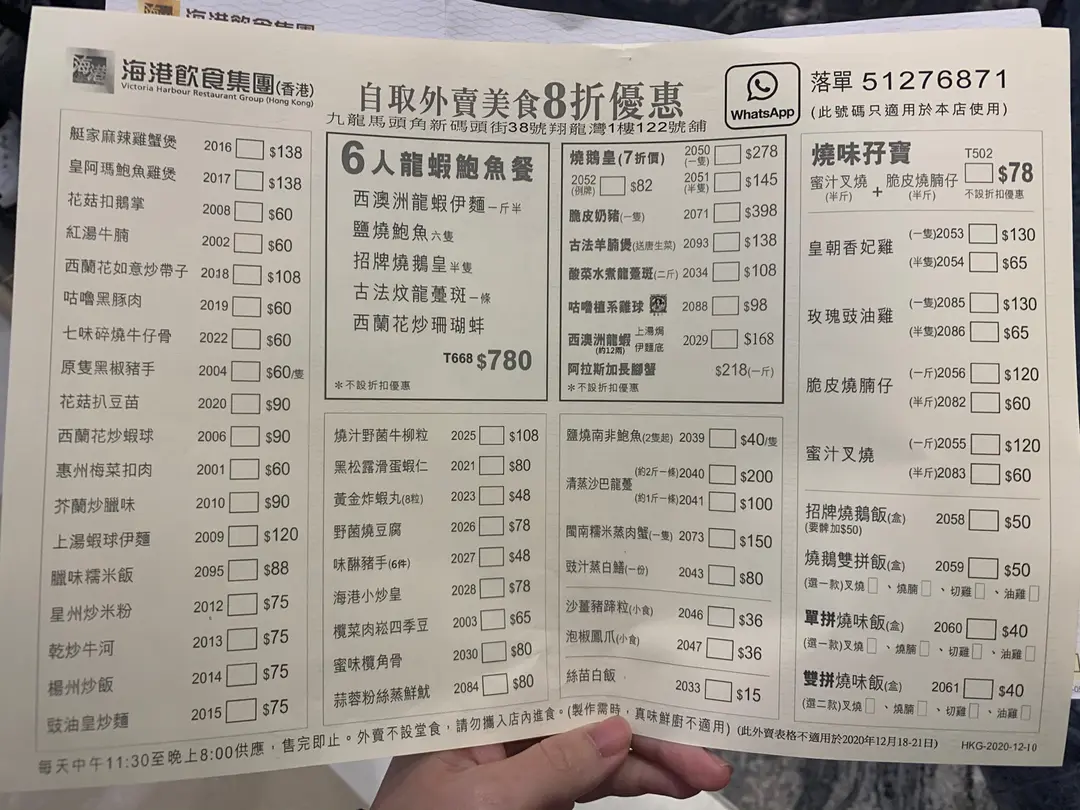 海港飲食集團(香港)
Victoria Harbour Restaurant Group (Hong Kong)
自取外賣美食8折優惠
九龍馬頭角新碼頭街38號翔龍灣1樓122號舖
WhatsApp
落單 51276871
(此號碼只適用於本店使用)
艇家麻辣雞蟹煲 2016 $138
皇阿瑪鮑魚雞煲 2017 $138
花菇扣鵝掌 2008 $60
紅湯牛腩 2002 $60
西蘭花如意炒帶子 2018 $108
咕嚕黑豚肉 2019 $60
七味碎燒牛仔骨 2022 $60
原隻黑椒豬手 2004 $60/隻
花菇扒豆苗 2020 $90
西蘭花炒蝦球 2006 $90
惠州梅菜扣肉 2001 $60
芥蘭炒臘味 2010 $90
上湯蝦球伊麵 2009 $120
臘味糯米飯 2095 $88
星州炒米粉 2012 $75
乾炒牛河 2013 $75
楊州炒飯 2014 $75
豉油皇炒麵 2015 $75
6人龍蝦鮑魚餐
西澳洲龍蝦伊麵一斤半
鹽燒鮑魚六隻
招牌燒鵝皇半隻
古法炆龍躉斑一條
西蘭花炒珊瑚蚌
T668 $780
*不設折扣優惠
燒汁野菌牛柳粒 2025 $108
黑松露滑蛋蝦仁 2021 $80
黃金炸蝦丸(8粒) 2023 $48
野菌燒豆腐 2026 $78
味醂豬手(6件) 2027 $48
海港小炒皇 2028 $78
欖菜肉崧四季豆 2003 $65
蜜味欖角骨 2030 $80
蒜蓉粉絲蒸鮮魷 2084 $80
燒鵝皇(7折價) 2050(一隻) $278
2052(例牌) $82 2051(半隻) $145
脆皮奶豬(一隻) 2071 $398
古法羊腩煲(送唐生菜) 2093 $138
酸菜水煮龍躉斑(二斤) 2034 $108
咕嚕植系雞球 2088 $98
西澳洲龍蝦(約12兩) 上湯焗 伊麵底 2029 $168
阿拉斯加長腳蟹 $218(一斤)
*不設折扣優惠
鹽燒南非鮑魚(2隻起) 2039 $40/隻
清蒸沙巴龍躉 (約2斤一條)2040 $200
(約1斤一條)2041 $100
閩南糯米蒸肉蟹(一隻) 2073 $150
豉汁蒸白鱔(一份) 2043 $80
沙薑豬蹄粒(小食) 2046 $36
泡椒鳳爪(小食) 2047 $36
絲苗白飯 2033 $15
燒味孖寶 T502 $78
蜜汁叉燒(半斤)+脆皮燒腩仔(半斤) 不設折扣優惠
皇朝香妃雞 (一隻)2053 $130
(半隻)2054 $65
玫瑰豉油雞 (一隻)2085 $130
(半隻)2086 $65
脆皮燒腩仔 (一斤)2056 $120
(半斤)2082 $60
蜜汁叉燒 (一斤)2055 $120
(半斤)2083 $60
招牌燒鵝飯(盒) 2058 $50
(要髀加$50)
燒鵝雙拼飯(盒) 2059 $50
(選一款)叉燒、燒腩、切雞、油雞
單拼燒味飯(盒) 2060 $40
(選一款)叉燒、燒腩、切雞、油雞
雙拼燒味飯(盒) 2061 $40
(選二款)叉燒、燒腩、切雞、油雞
每天中午11:30至晚上8:00供應，售完即止。外賣不設堂食，請勿攜入店內進食。(製作需時，真味鮮廚不適用) (此外賣表格不適用於2020年12月18-21日) HKG-2020-12-10